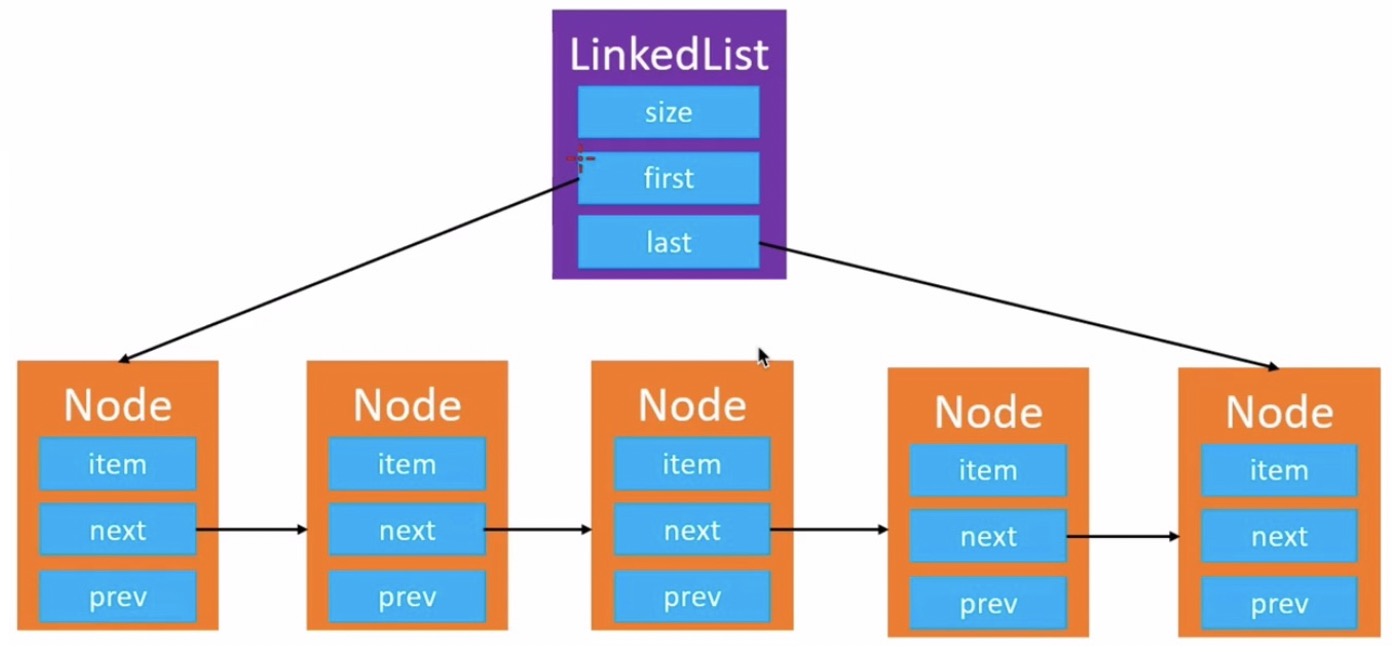 LinkedList
size
first
last
Node
item
next
prev
Node
item
next
prev
Node
item
next
prev
Node
item
next
prev
Node
item
next
prev